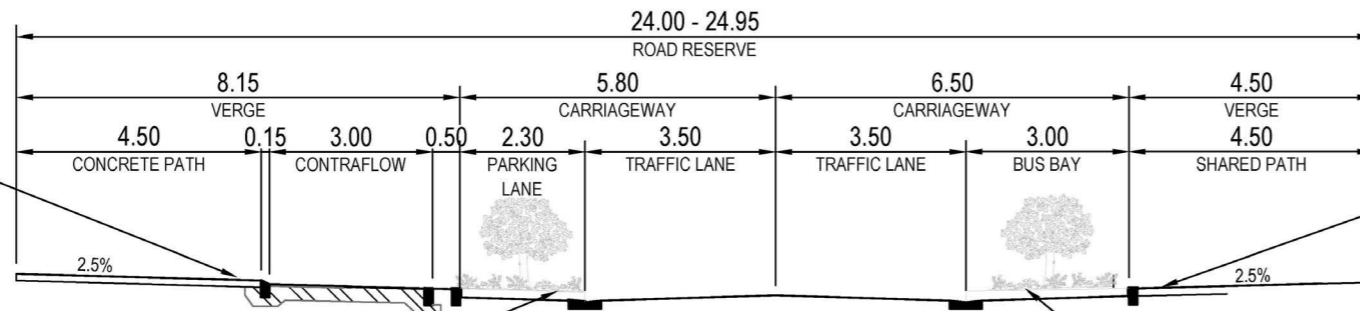 24.00 - 24.95
ROAD RESERVE
8.15
5.80
6.50
4.50
VERGE
CARRIAGEWAY
CARRIAGEWAY
VERGE
4.50
0.15
3.00
0.50
2.30
3.50
3.50
3.00
4.50
CONCRETE PATH
CONTRAFLOW
PARKING
LANE
TRAFFIC LANE
TRAFFIC LANE
BUS BAY
SHARED PATH
2.5%
2.5%